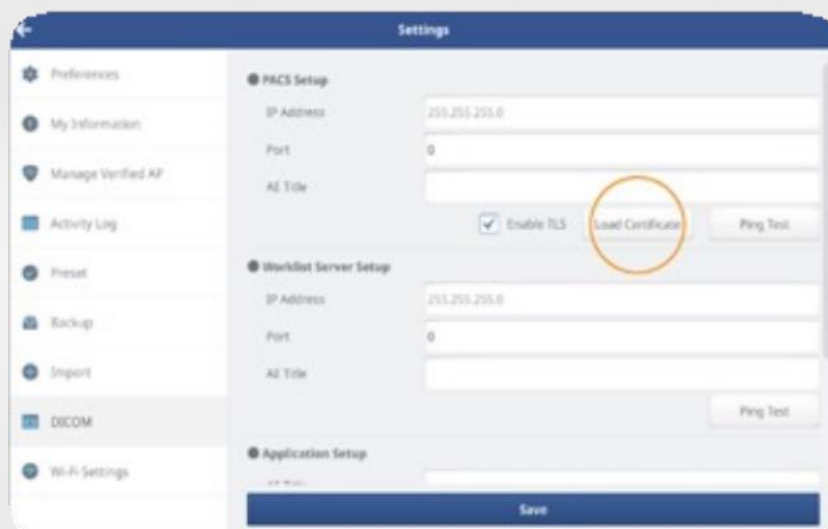 Settings
Preferences
My Information
Manage Verified AP
Activity Log
Preset
Backup
Import
DICOM
Wi-Fi Settings
PACS Setup
IP Address 255.255.255.0
Port 0
AE Title
Enable TLS Load Certificate Ping Test
Worklist Server Setup
IP Address 255.255.255.0
Port 0
AE Title
Ping Test
Application Setup
AE Title
Save